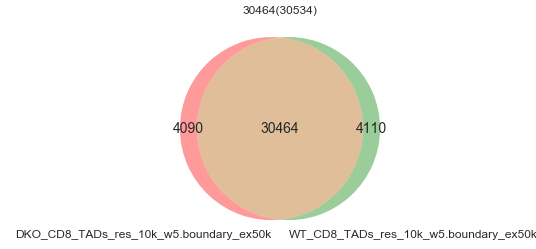 30464(30534)
4090 30464 4110
DKO_CD8_TADs_res_10k_w5.boundary_ex50k WT_CD8_TADs_res_10k_w5.boundary_ex50k